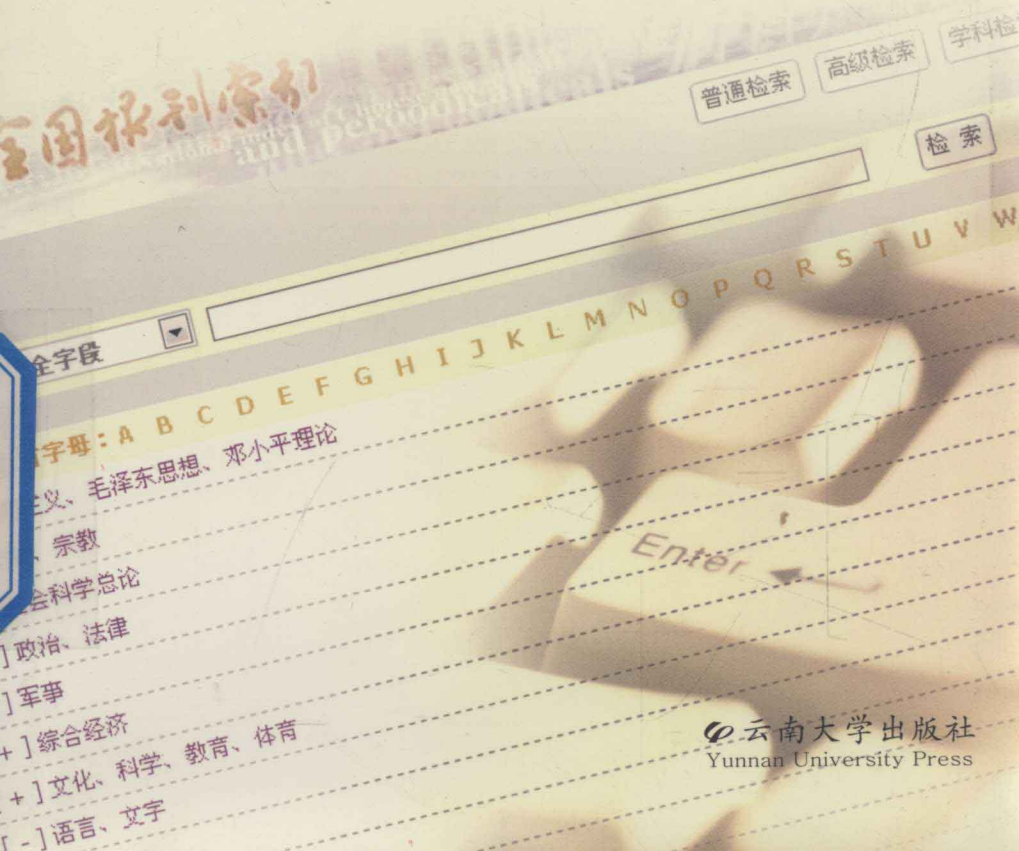 全国报刊索引
and periodicals
普通检索
高级检索
学科检
检 索
全字段
字母：A B C D E F G H I J K L M N O P Q R S T U V W
义、毛泽东思想、邓小平理论
、宗教
会科学总论
] 政治、法律
] 军事
+ ] 综合经济
+ ] 文化、科学、教育、体育
[ - ] 语言、文字
Enter
云南大学出版社
Yunnan University Press